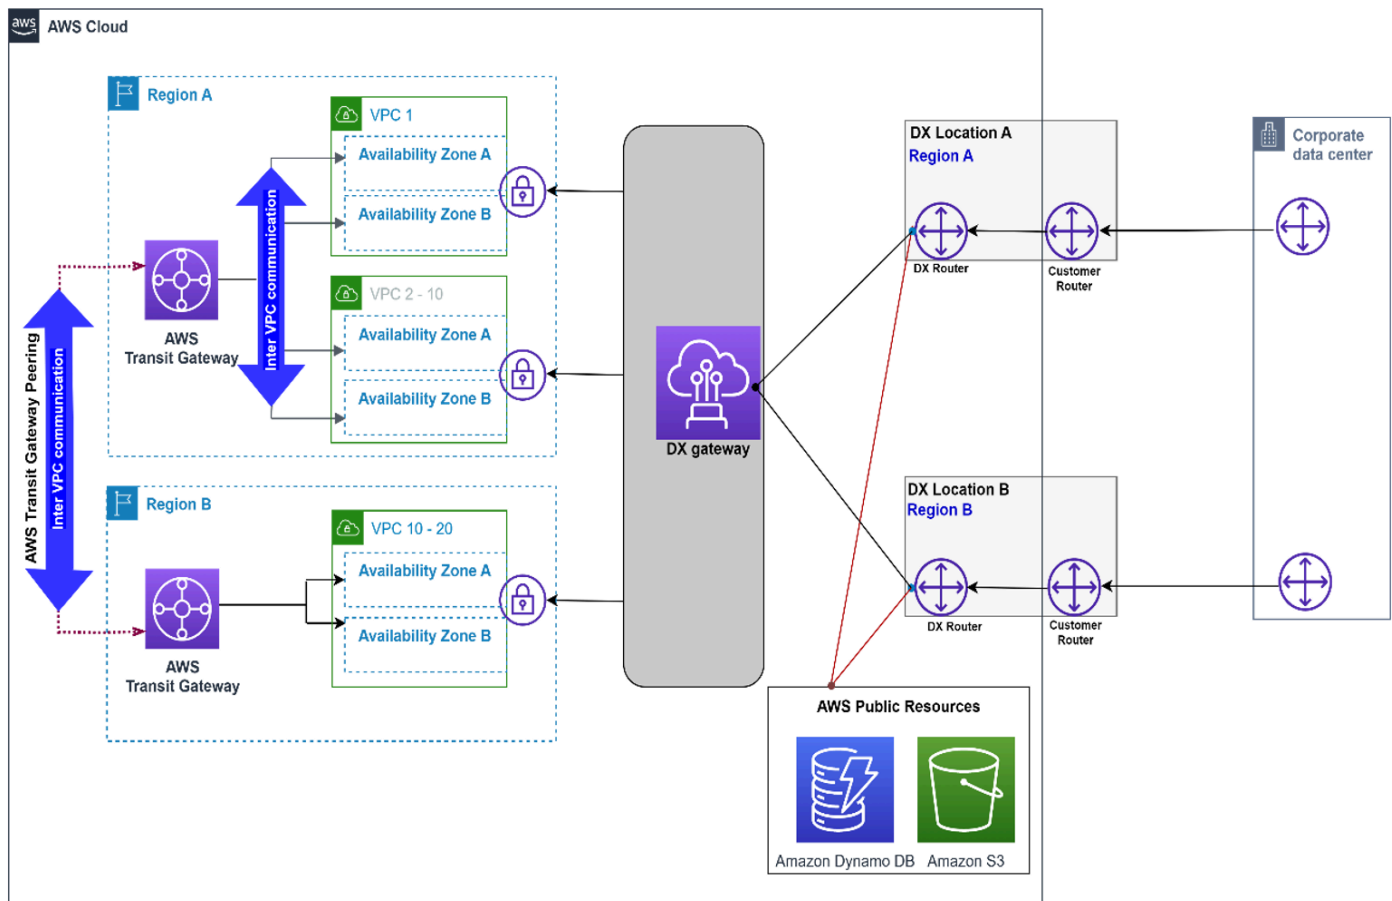 aws
AWS Cloud
Region A
VPC 1
Availability Zone A
Availability Zone B
Inter VPC communication
AWS
Transit Gateway
VPC 2 - 10
Availability Zone A
Availability Zone B
AWS Transit Gateway Peering
Inter VPC communication
Region B
VPC 10 - 20
Availability Zone A
Availability Zone B
AWS
Transit Gateway
DX gateway
DX Location A
Region A
DX Router
Customer
Router
DX Location B
Region B
DX Router
Customer
Router
Corporate
data center
AWS Public Resources
Amazon Dynamo DB
Amazon S3